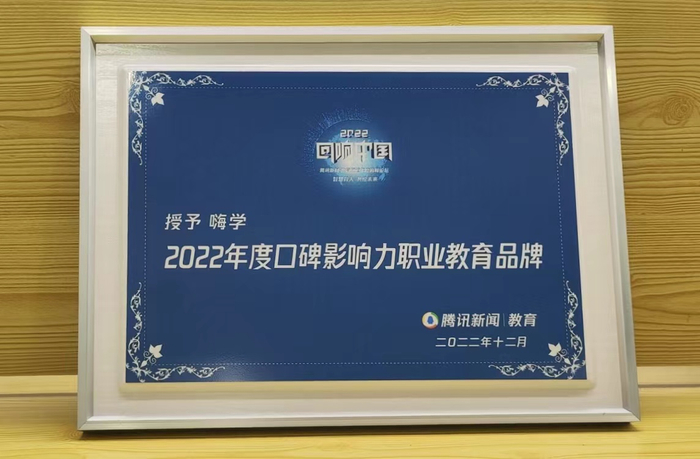 2022
回响中国
授予 嗨学
2022年度口碑影响力职业教育品牌
腾讯新闻|教育
二〇二二年十二月